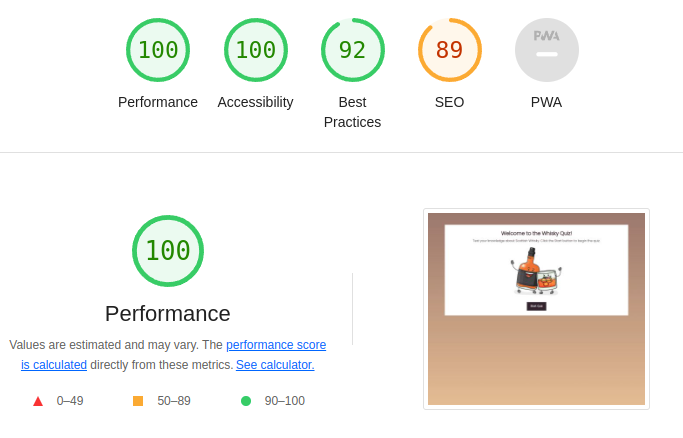 100 100 92 89 PWA
Performance Accessibility Best Practices SEO PWA
100
Performance
Values are estimated and may vary. The performance score
is calculated directly from these metrics. See calculator.
0–49 50–89 90–100
Welcome to the Whisky Quiz!